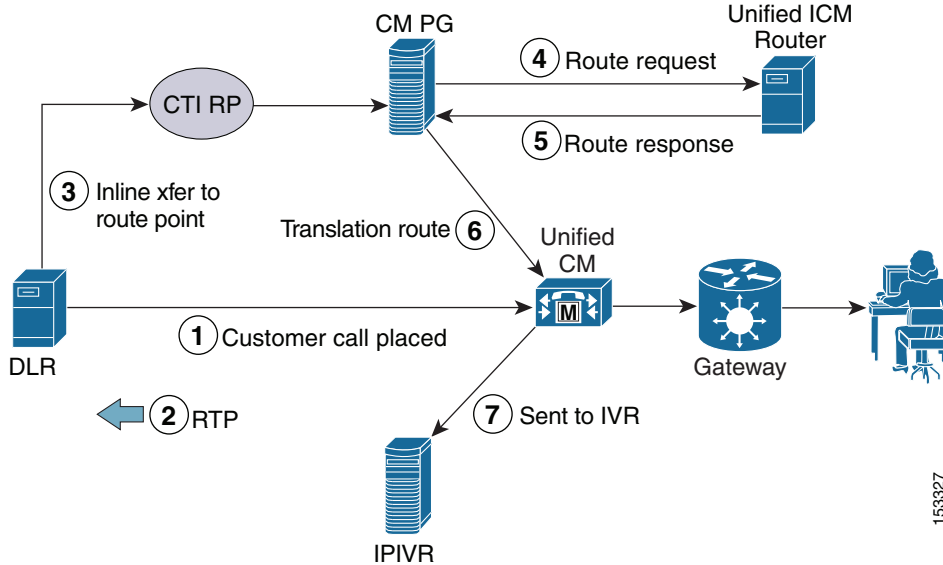 CM PG
Unified ICM
Router
4 Route request
CTI RP
5 Route response
3 Inline xfer to
route point
Translation route 6
Unified
CM
M
1 Customer call placed
DLR
Gateway
2 RTP
7 Sent to IVR
IPIVR
153327